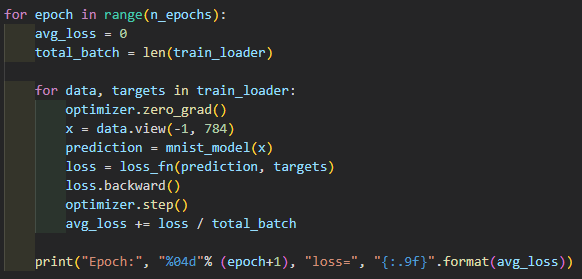 for epoch in range(n_epochs):
    avg_loss = 0
    total_batch = len(train_loader)

    for data, targets in train_loader:
        optimizer.zero_grad()
        x = data.view(-1, 784)
        prediction = mnist_model(x)
        loss = loss_fn(prediction, targets)
        loss.backward()
        optimizer.step()
        avg_loss += loss / total_batch

    print("Epoch:", "%04d"% (epoch+1), "loss=", "{:.9f}".format(avg_loss))